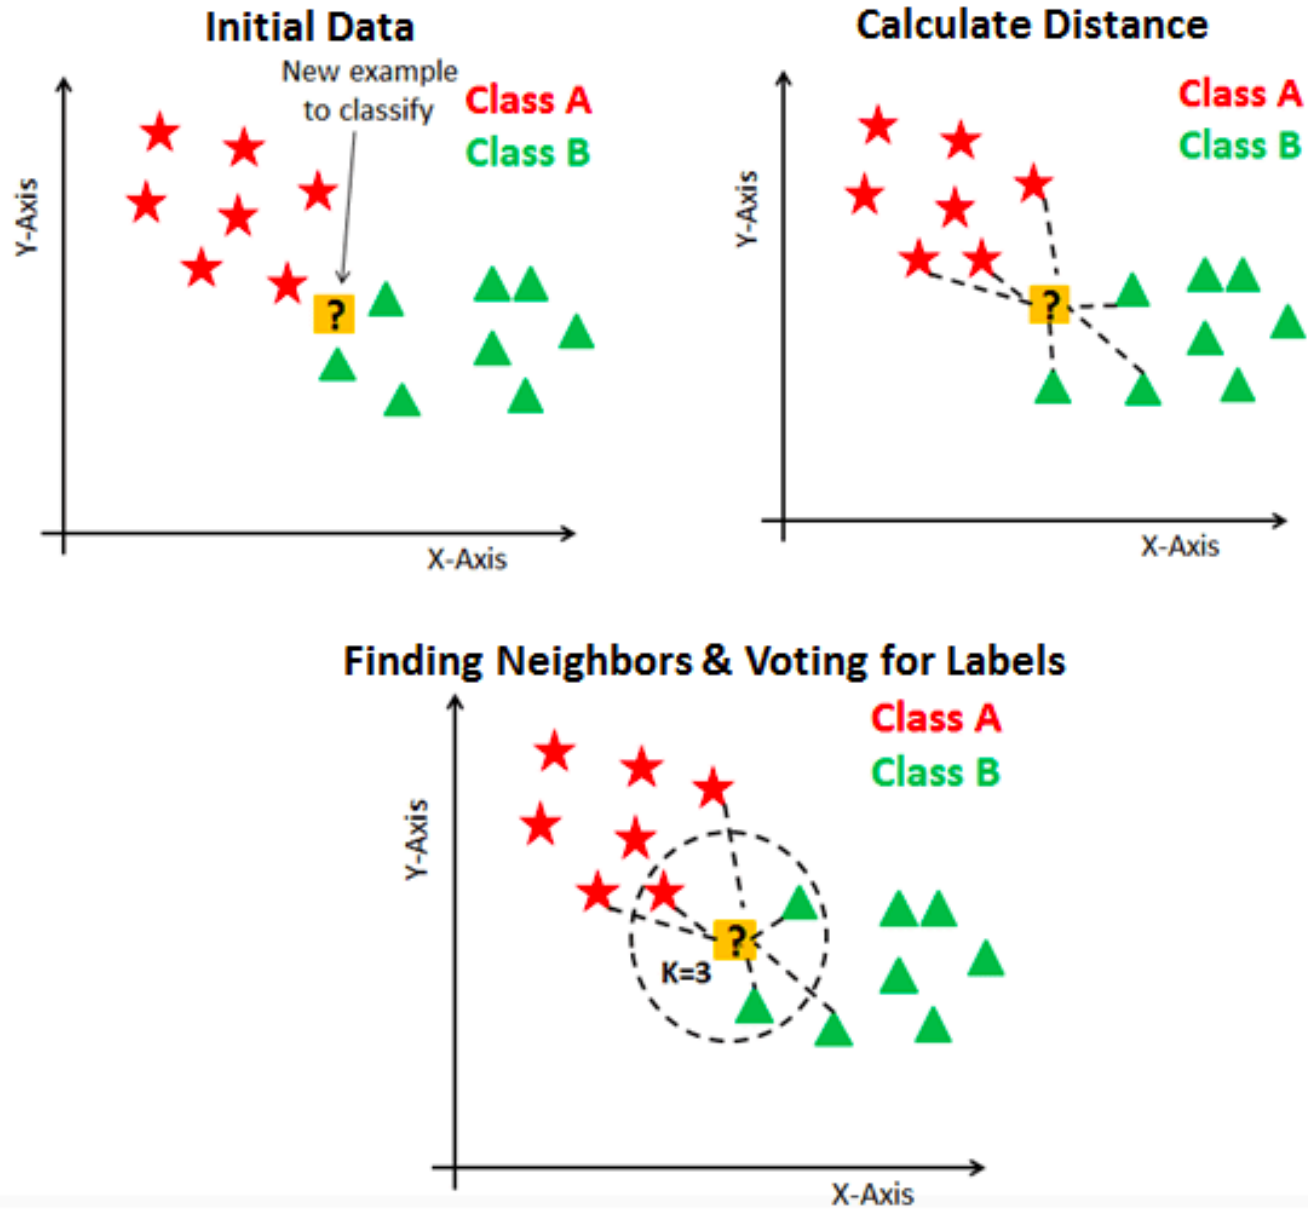 Initial Data
New example
to classify
Class A
Class B
Y-Axis
?
X-Axis
Calculate Distance
Class A
Class B
Y-Axis
?
X-Axis
Finding Neighbors & Voting for Labels
Class A
Class B
Y-Axis
?
K=3
X-Axis